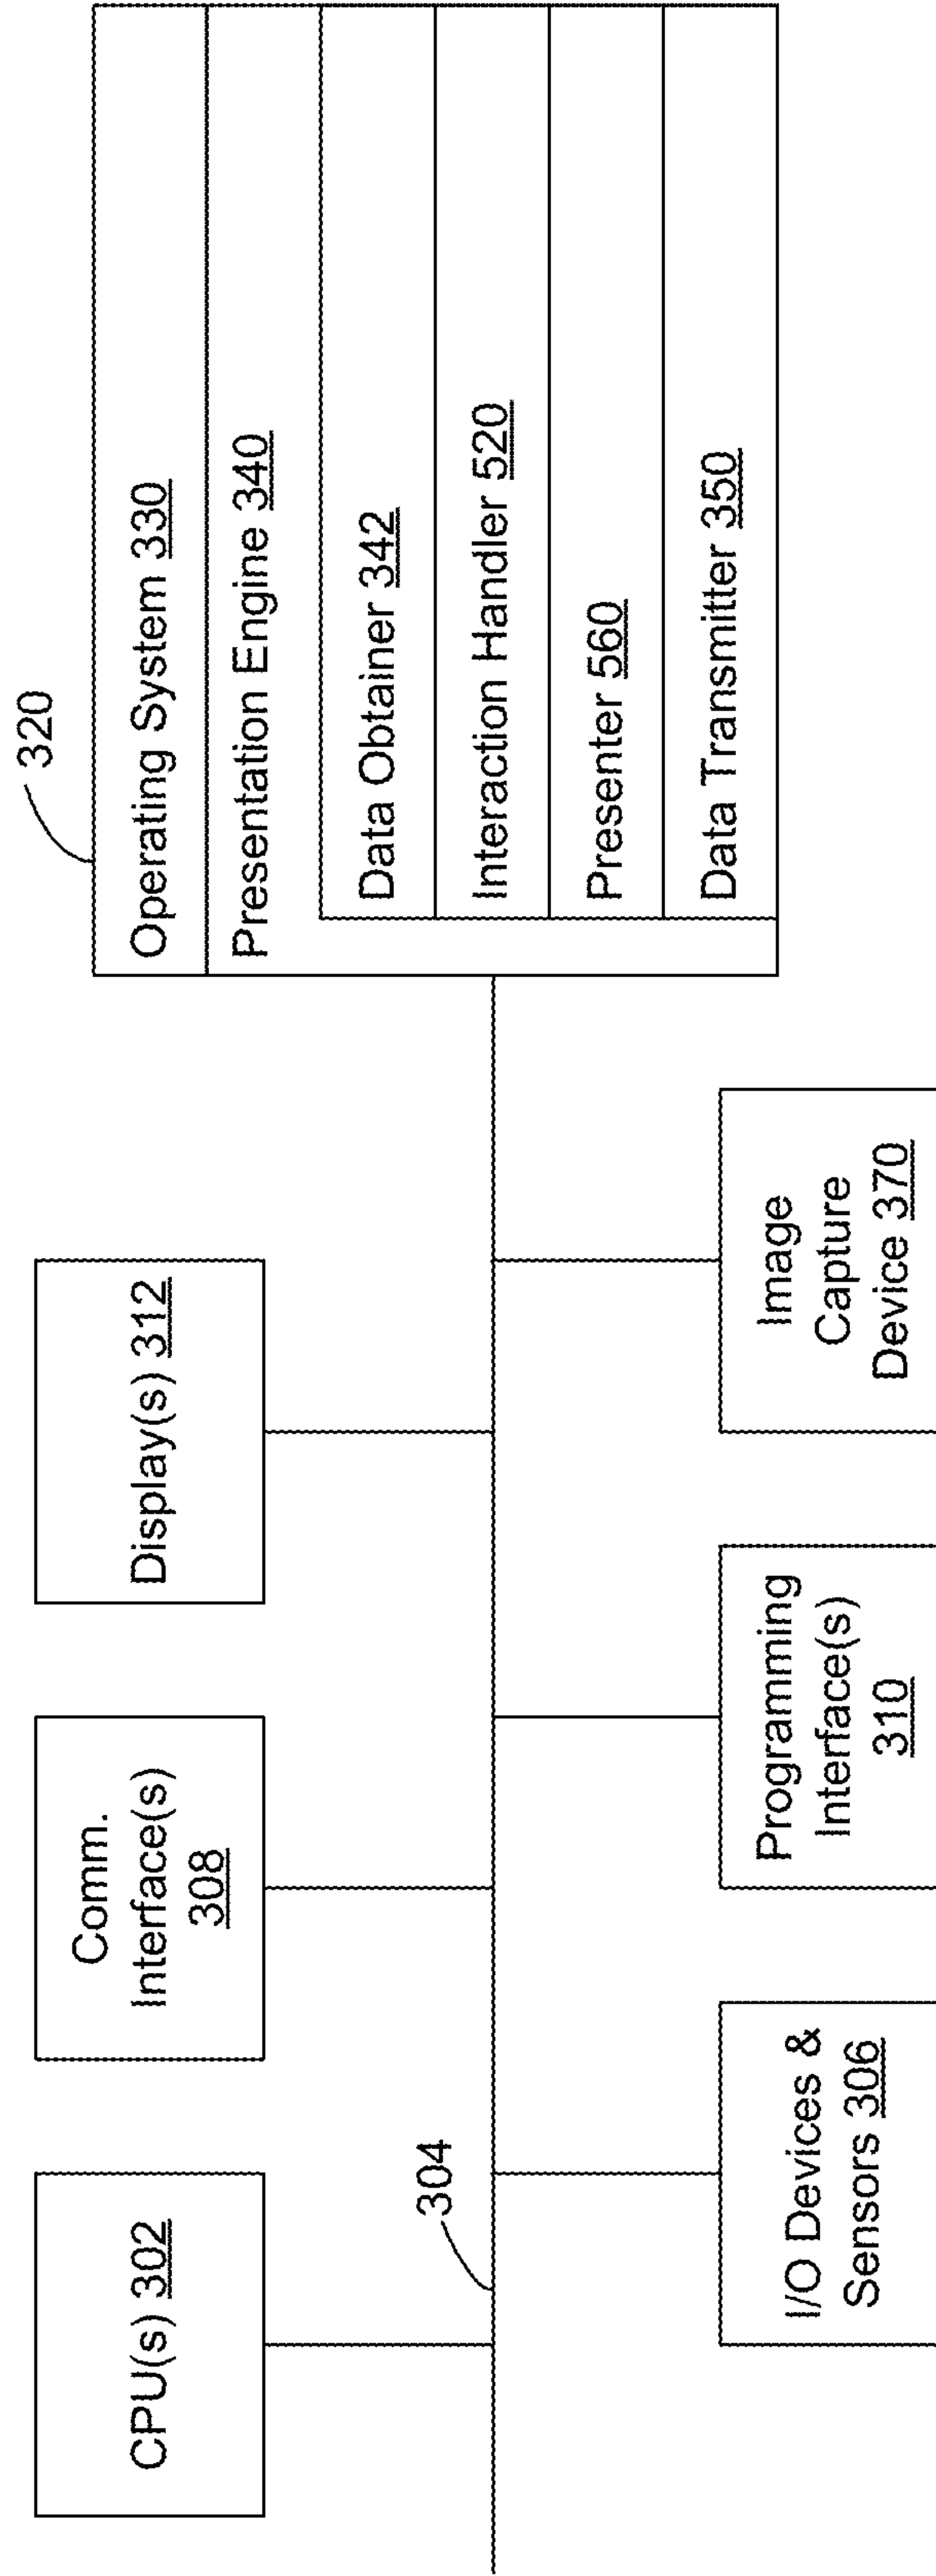 CPU(s) 302
Comm.
Interface(s)
308
Display(s) 312
304
I/O Devices &
Sensors 306
Programming
Interface(s)
310
Image
Capture
Device 370
320
Operating System 330
Presentation Engine 340
Data Obtainer 342
Interaction Handler 520
Presenter 560
Data Transmitter 350